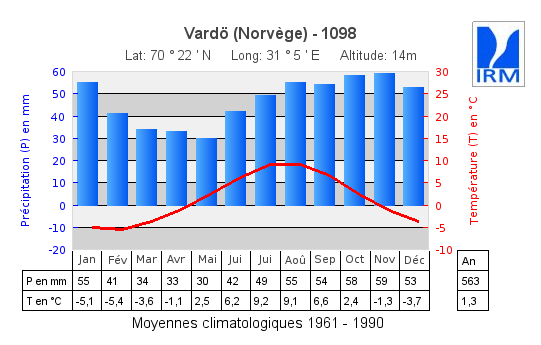 Vardö (Norvège) - 1098
Lat: 70 ° 22 ' N Long: 31 ° 5 ' E Altitude: 14m
IRM
Précipitation (P) en mm
60
50
40
30
20
10
0
-10
-20
30
25
20
15
10
5
0
-5
-10
Température (T) en °C
Jan Fév Mar Avr Mai Jui Jui Aoû Sep Oct Nov Déc An
P en mm 55 41 34 33 30 42 49 55 54 58 59 53 563
T en °C -5,1 -5,4 -3,6 -1,1 2,5 6,2 9,2 9,1 6,6 2,4 -1,3 -3,7 1,3
Moyennes climatologiques 1961 - 1990